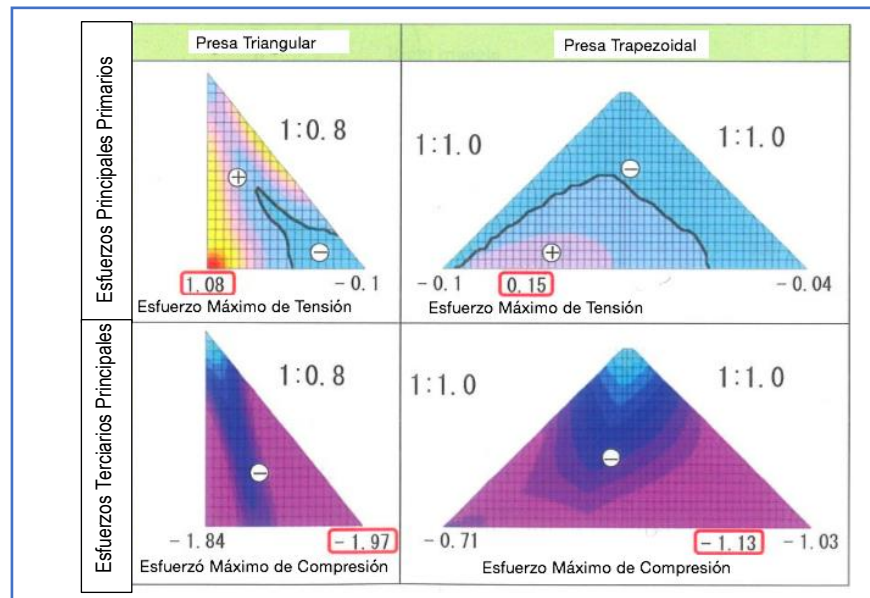 Presa Triangular
Presa Trapezoidal
Esfuerzos Principales Primarios
1:0.8
+
−
1.08
-0.1
Esfuerzo Máximo de Tensión
1:1.0
1:1.0
−
+
-0.1
0.15
-0.04
Esfuerzo Máximo de Tensión
Esfuerzos Terciarios Principales
1:0.8
−
-1.84
-1.97
Esfuerzó Máximo de Compresión
1:1.0
1:1.0
−
-0.71
-1.13
-1.03
Esfuerzo Máximo de Compresión